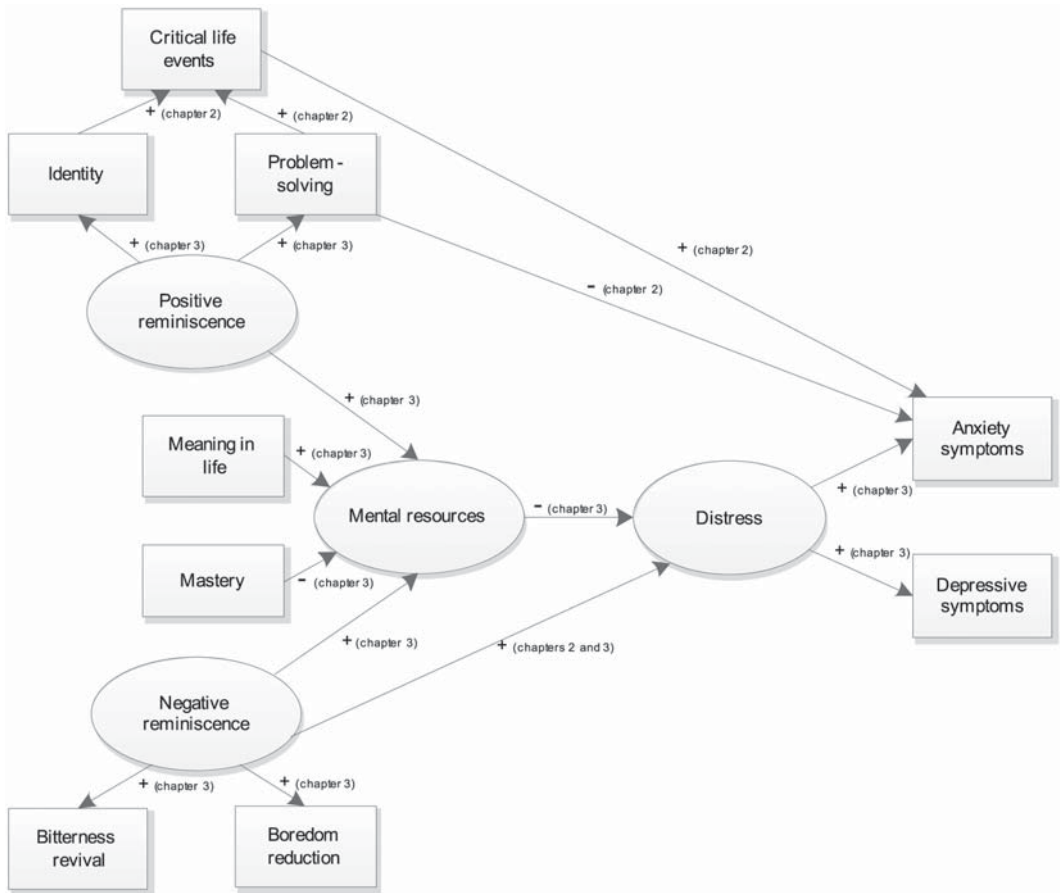 Critical life
events
+ (chapter 2)
+ (chapter 2)
Identity
Problem -
solving
+ (chapter 3)
+ (chapter 3)
+ (chapter 2)
- (chapter 2)
Positive
reminiscence
+ (chapter 3)
Meaning in
life
+ (chapter 3)
Anxiety
symptoms
Mental resources
- (chapter 3)
Distress
+ (chapter 3)
Mastery
- (chapter 3)
+ (chapter 3)
Depressive
symptoms
+ (chapter 3)
+ (chapters 2 and 3)
Negative
reminiscence
+ (chapter 3)
+ (chapter 3)
Bitterness
revival
Boredom
reduction